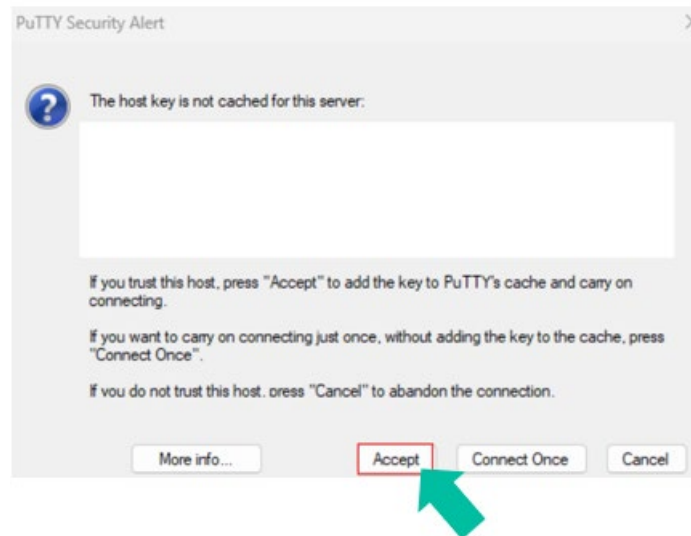 PuTTY Security Alert
The host key is not cached for this server:
If you trust this host, press "Accept" to add the key to PuTTY's cache and carry on
connecting.
If you want to carry on connecting just once, without adding the key to the cache, press
"Connect Once".
If you do not trust this host, press "Cancel" to abandon the connection.
More info... Accept Connect Once Cancel